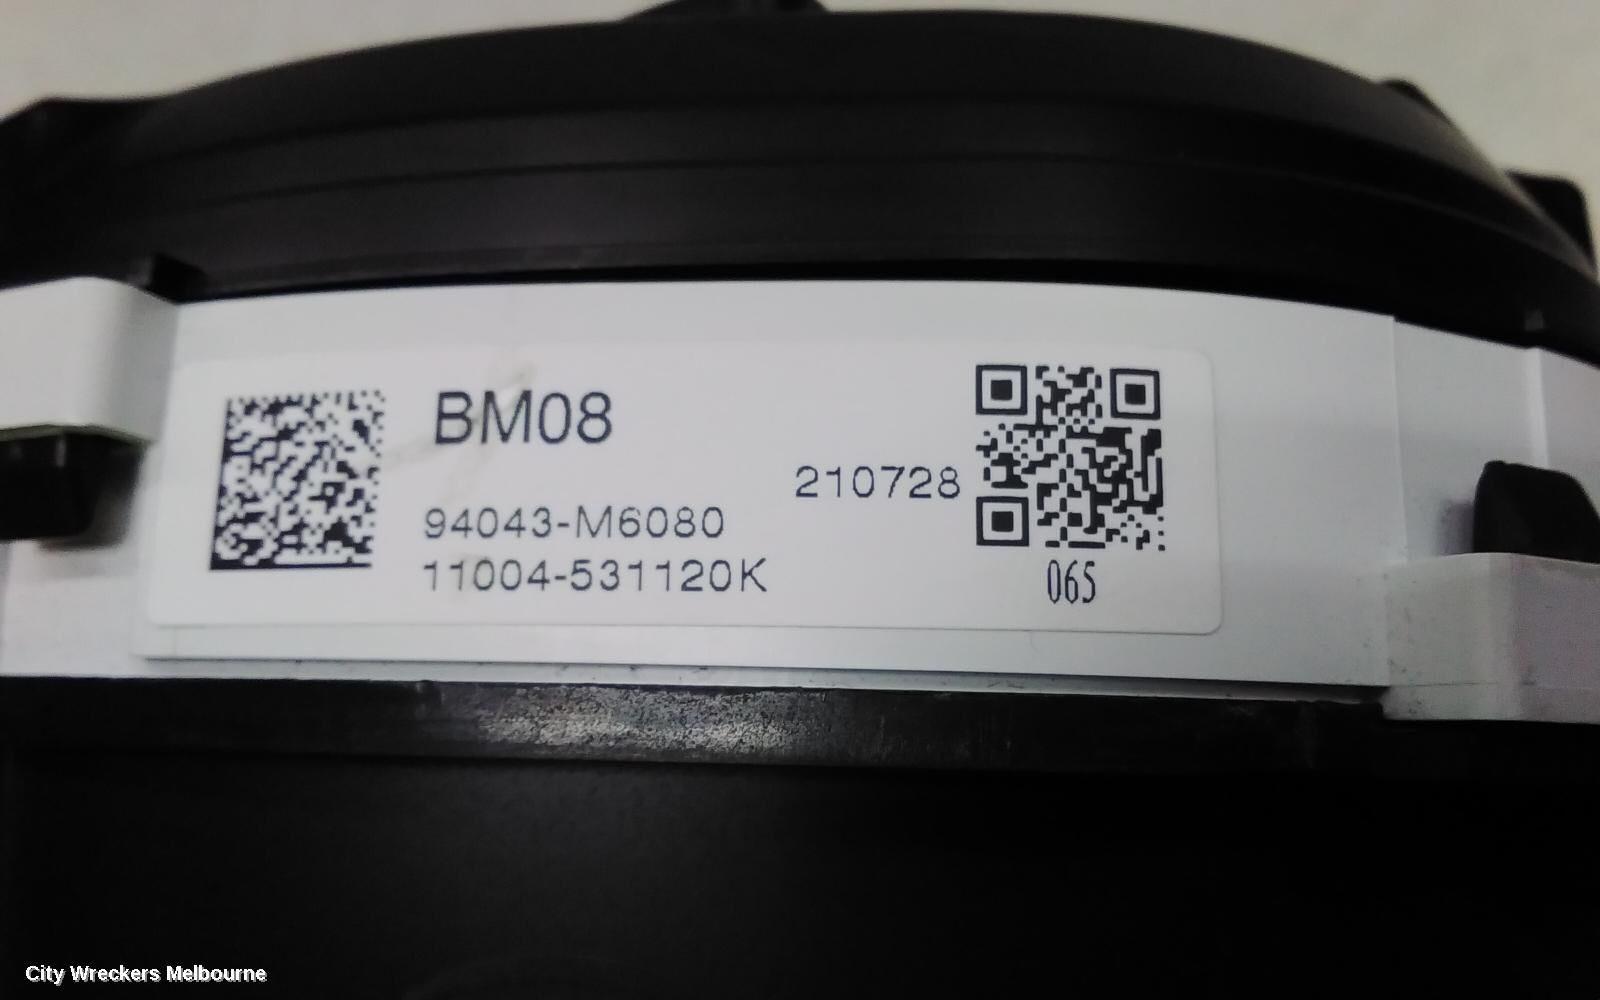 BM08
210728
94043-M6080
11004-531120K
065
City Wreckers Melbourne